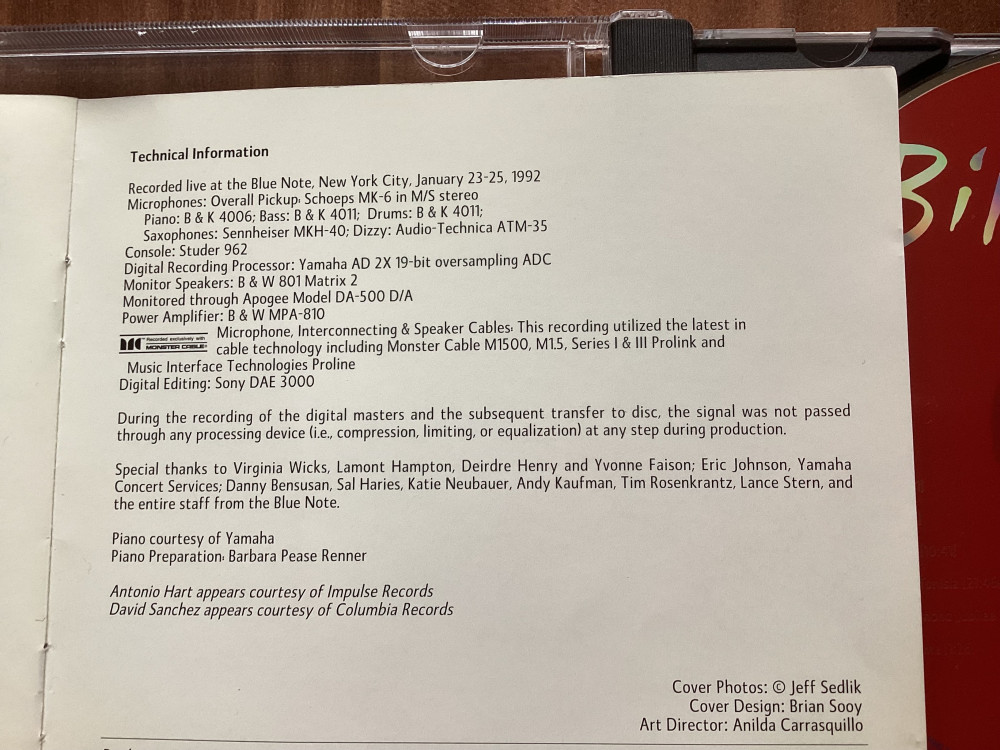 Technical Information
Recorded live at the Blue Note, New York City, January 23-25, 1992
Microphones: Overall Pickup: Schoeps MK-6 in M/S stereo
Piano: B & K 4006; Bass: B & K 4011; Drums: B & K 4011;
Saxophones: Sennheiser MKH-40; Dizzy: Audio-Technica ATM-35
Console: Studer 962
Digital Recording Processor: Yamaha AD 2X 19-bit oversampling ADC
Monitor Speakers: B & W 801 Matrix 2
Monitored through Apogee Model DA-500 D/A
Power Amplifier: B & W MPA-810
Recorded exclusively with
MONSTER CABLE®
Microphone, Interconnecting & Speaker Cables: This recording utilized the latest in
cable technology including Monster Cable M1500, M1.5, Series I & III Prolink and
Music Interface Technologies Proline
Digital Editing: Sony DAE 3000
During the recording of the digital masters and the subsequent transfer to disc, the signal was not passed
through any processing device (i.e., compression, limiting, or equalization) at any step during production.
Special thanks to Virginia Wicks, Lamont Hampton, Deirdre Henry and Yvonne Faison; Eric Johnson, Yamaha
Concert Services; Danny Bensusan, Sal Haries, Katie Neubauer, Andy Kaufman, Tim Rosenkrantz, Lance Stern, and
the entire staff from the Blue Note.
Piano courtesy of Yamaha
Piano Preparation: Barbara Pease Renner
Antonio Hart appears courtesy of Impulse Records
David Sanchez appears courtesy of Columbia Records
Cover Photos: © Jeff Sedlik
Cover Design: Brian Sooy
Art Director: Anilda Carrasquillo